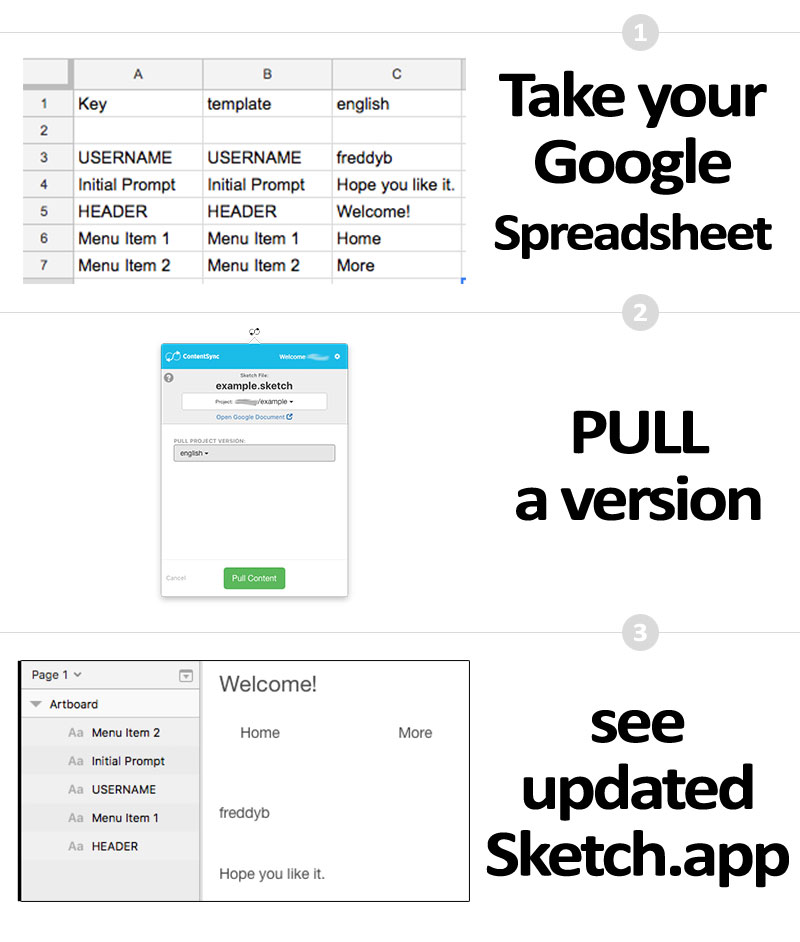 1
A B C
1 Key template english
2
3 USERNAME USERNAME freddyb
4 Initial Prompt Initial Prompt Hope you like it.
5 HEADER HEADER Welcome!
6 Menu Item 1 Menu Item 1 Home
7 Menu Item 2 Menu Item 2 More
Take your
Google
Spreadsheet
2
ContentSync Welcome
?
Sketch File:
example.sketch
Project: /example
Open Google Document
PULL PROJECT VERSION:
english
Cancel Pull Content
PULL
a version
3
Page 1
Artboard
Aa Menu Item 2
Aa Initial Prompt
Aa USERNAME
Aa Menu Item 1
Aa HEADER
Welcome!
Home More
freddyb
Hope you like it.
see
updated
Sketch.app